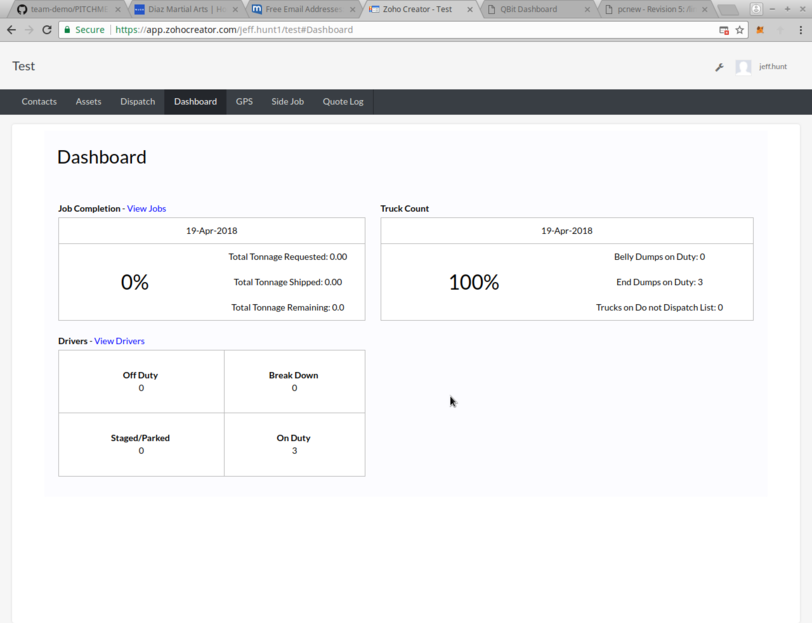 team-demo/PITCHME
Diaz Martial Arts | H
Free Email Addresses
Zoho Creator - Test
QBit Dashboard
pcnew - Revision 5: /
Secure
https://app.zohocreator.com/jeff.hunt1/test#Dashboard
Test
jeff.hunt
Contacts
Assets
Dispatch
Dashboard
GPS
Side Job
Quote Log
Dashboard
Job Completion - View Jobs
19-Apr-2018
0%
Total Tonnage Requested: 0.00
Total Tonnage Shipped: 0.00
Total Tonnage Remaining: 0.0
Truck Count
19-Apr-2018
100%
Belly Dumps on Duty: 0
End Dumps on Duty: 3
Trucks on Do not Dispatch List: 0
Drivers - View Drivers
Off Duty
0
Break Down
0
Staged/Parked
0
On Duty
3